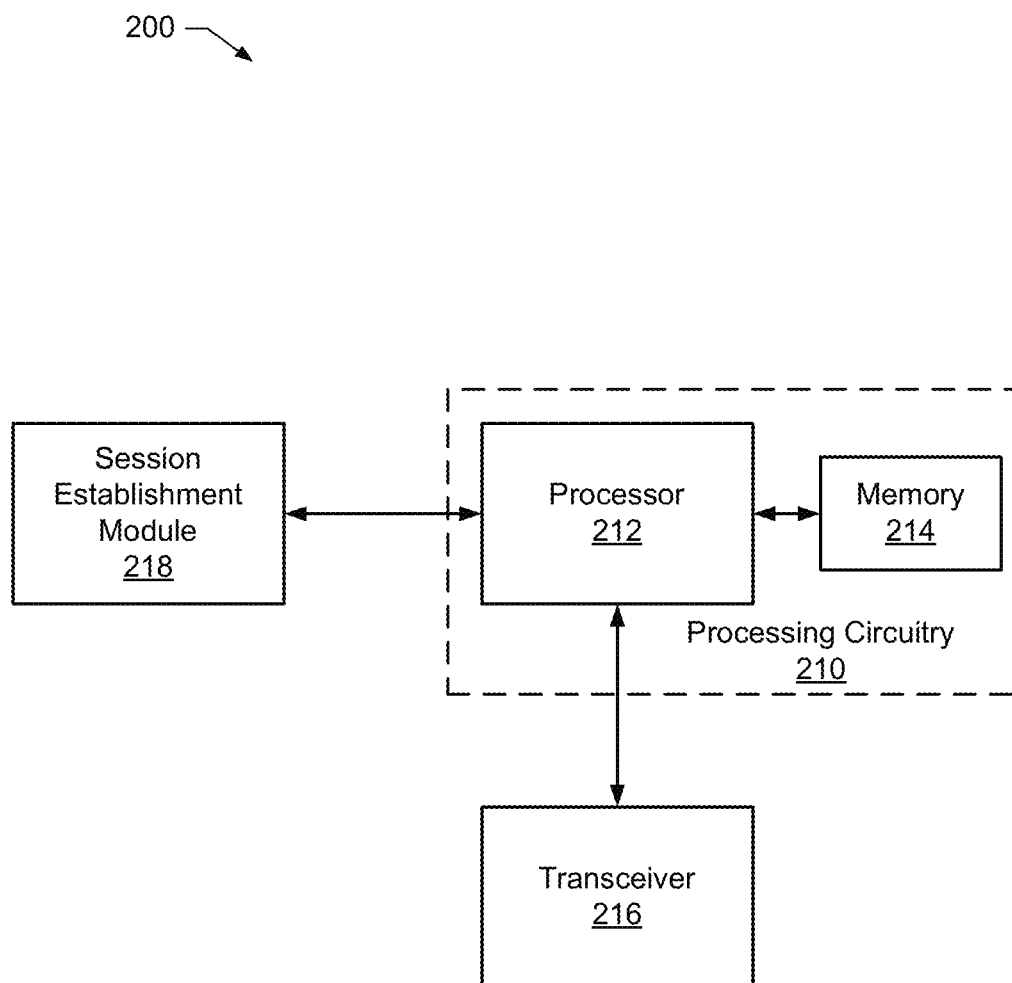 200
Session
Establishment
Module
218
Processor
212
Memory
214
Processing Circuitry
210
Transceiver
216